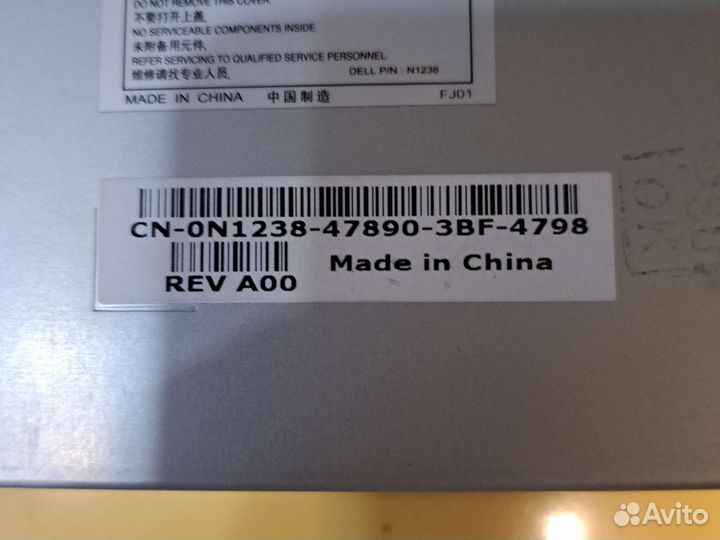 DO NOT REMOVE THIS COVER.
不要打开上盖.
NO SERVICEABLE COMPONENTS INSIDE.
未附备用元件.
REFER SERVICING TO QUALIFIED SERVICE PERSONNEL
维修请找专业人员. DELL P/N : N1238
MADE IN CHINA 中国制造 FJ01
CN-0N1238-47890-3BF-4798
REV A00 Made in China
Avito